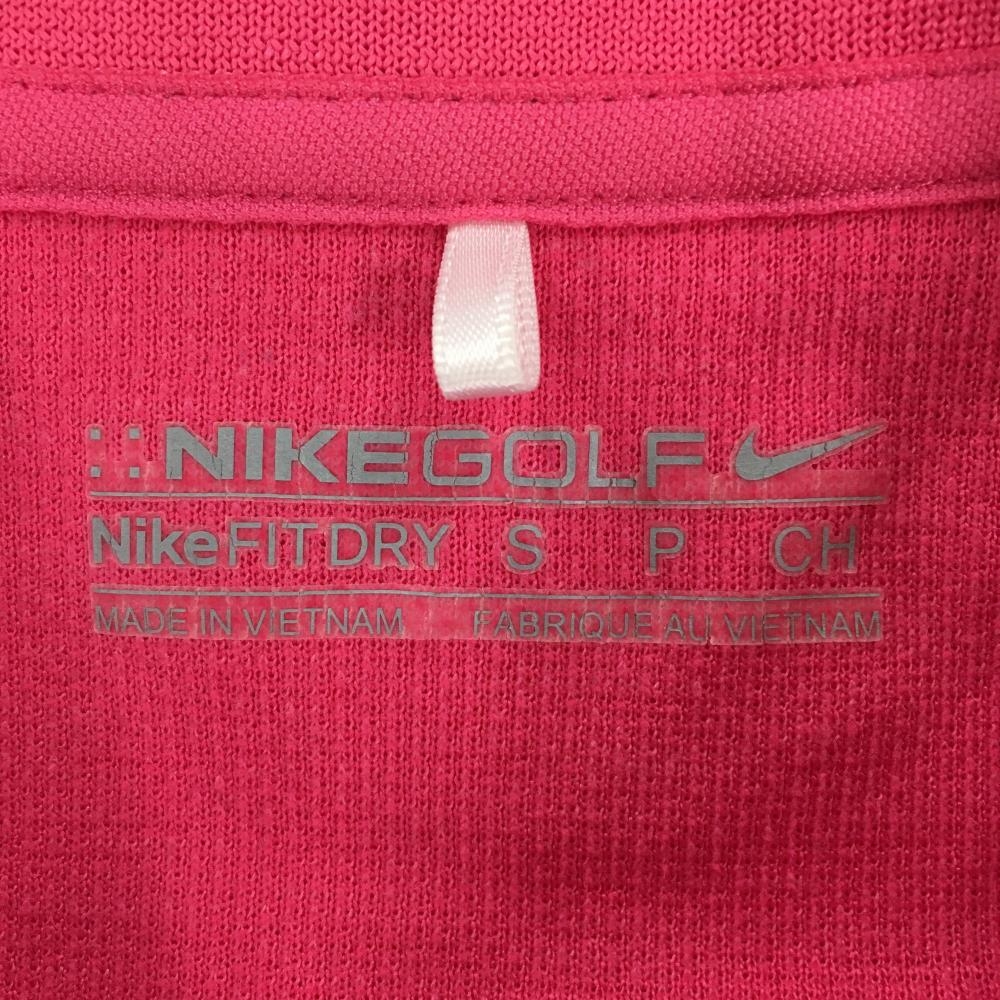 NIKEGOLF
NikeFITDRY S P CH
MADE IN VIETNAM FABRIQUE AU VIETNAM